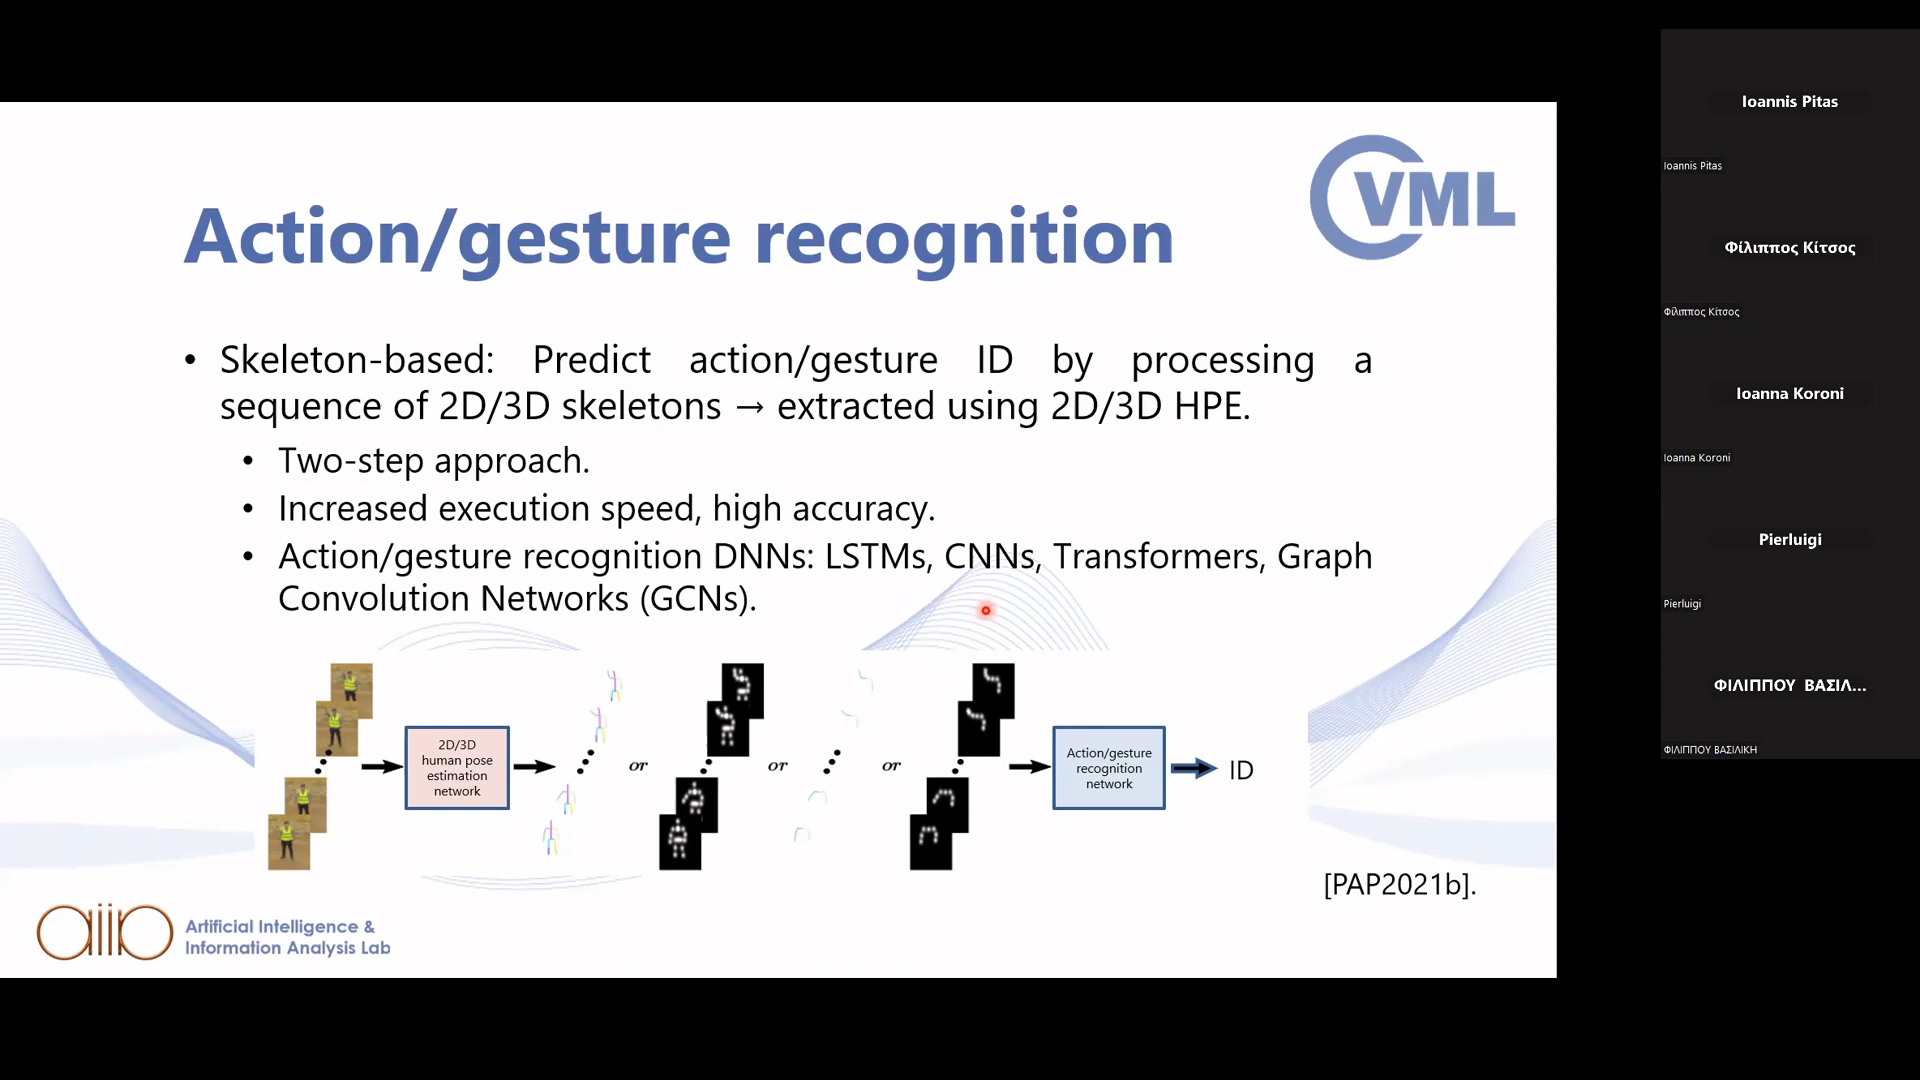 VML
Action/gesture recognition
• Skeleton-based: Predict action/gesture ID by processing a
sequence of 2D/3D skeletons → extracted using 2D/3D HPE.
• Two-step approach.
• Increased execution speed, high accuracy.
• Action/gesture recognition DNNs: LSTMs, CNNs, Transformers, Graph
Convolution Networks (GCNs).
2D/3D
human pose
estimation
network
or
or
or
Action/gesture
recognition
network
ID
[PAP2021b].
aiia
Artificial Intelligence &
Information Analysis Lab
Ioannis Pitas
Ioannis Pitas
Φίλιππος Κίτσος
Φίλιππος Κίτσος
Ioanna Koroni
Ioanna Koroni
Pierluigi
Pierluigi
ΦΙΛΙΠΠΟΥ ΒΑΣΙΛ...
ΦΙΛΙΠΠΟΥ ΒΑΣΙΛΙΚΗ